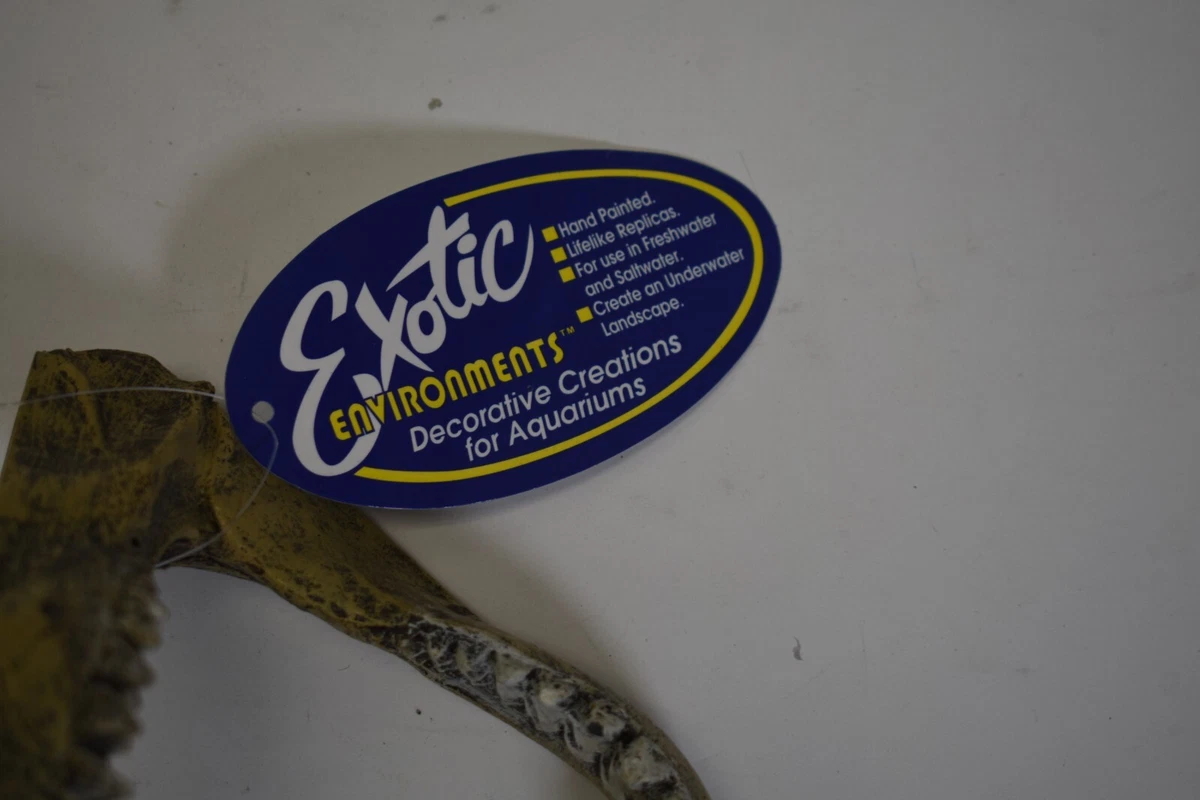 Exotic
ENVIRONMENTS™
Decorative Creations
for Aquariums
Hand Painted.
Lifelike Replicas.
For use in Freshwater
and Saltwater.
Create an Underwater
Landscape.